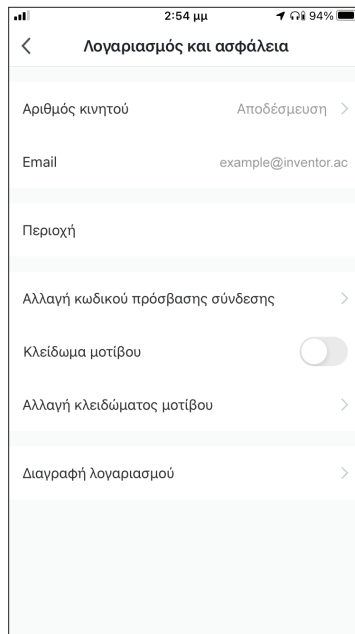 2:54 μμ 94%
Λογαριασμός και ασφάλεια
Αριθμός κινητού Αποδέσμευση
Email example@inventor.ac
Περιοχή
Αλλαγή κωδικού πρόσβασης σύνδεσης
Κλείδωμα μοτίβου
Αλλαγή κλειδώματος μοτίβου
Διαγραφή λογαριασμού